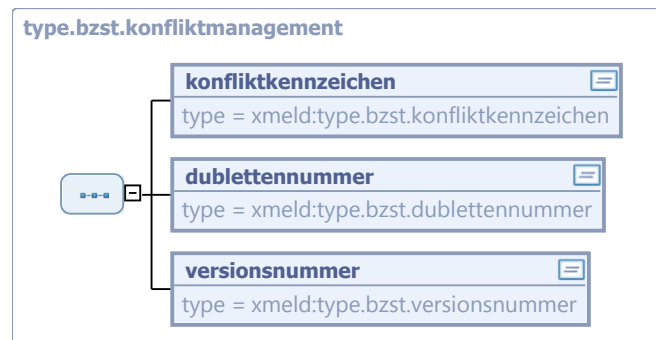 type.bzst.konfliktmanagement
konfliktkennzeichen
type = xmeld:type.bzst.konfliktkennzeichen
dublettennummer
type = xmeld:type.bzst.dublettennummer
versionsnummer
type = xmeld:type.bzst.versionsnummer